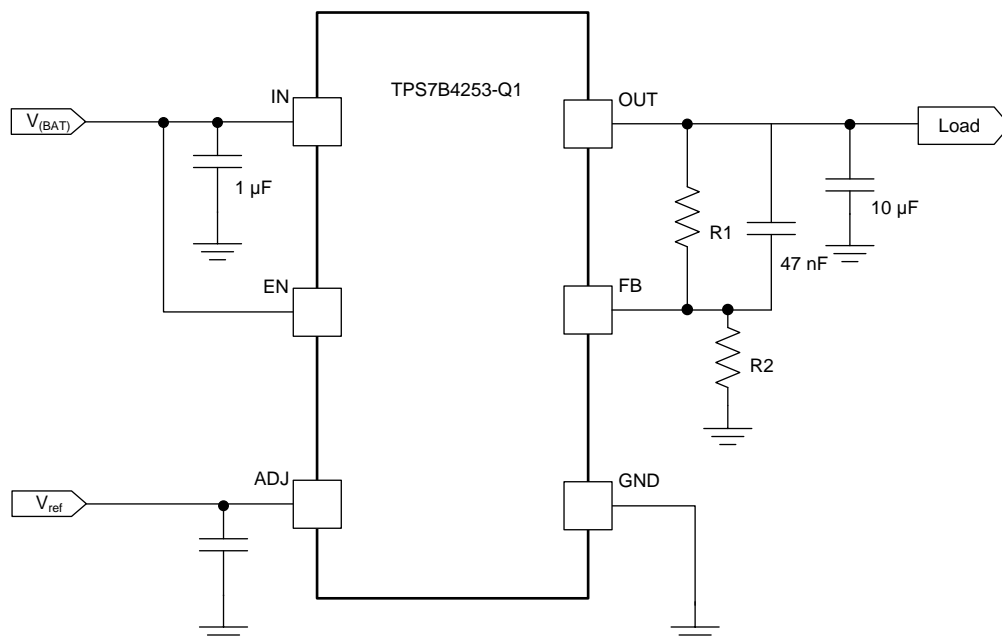 TPS7B4253-Q1
IN
OUT
V(BAT)
Load
1 µF
10 µF
R1
47 nF
EN
FB
R2
ADJ
GND
Vref